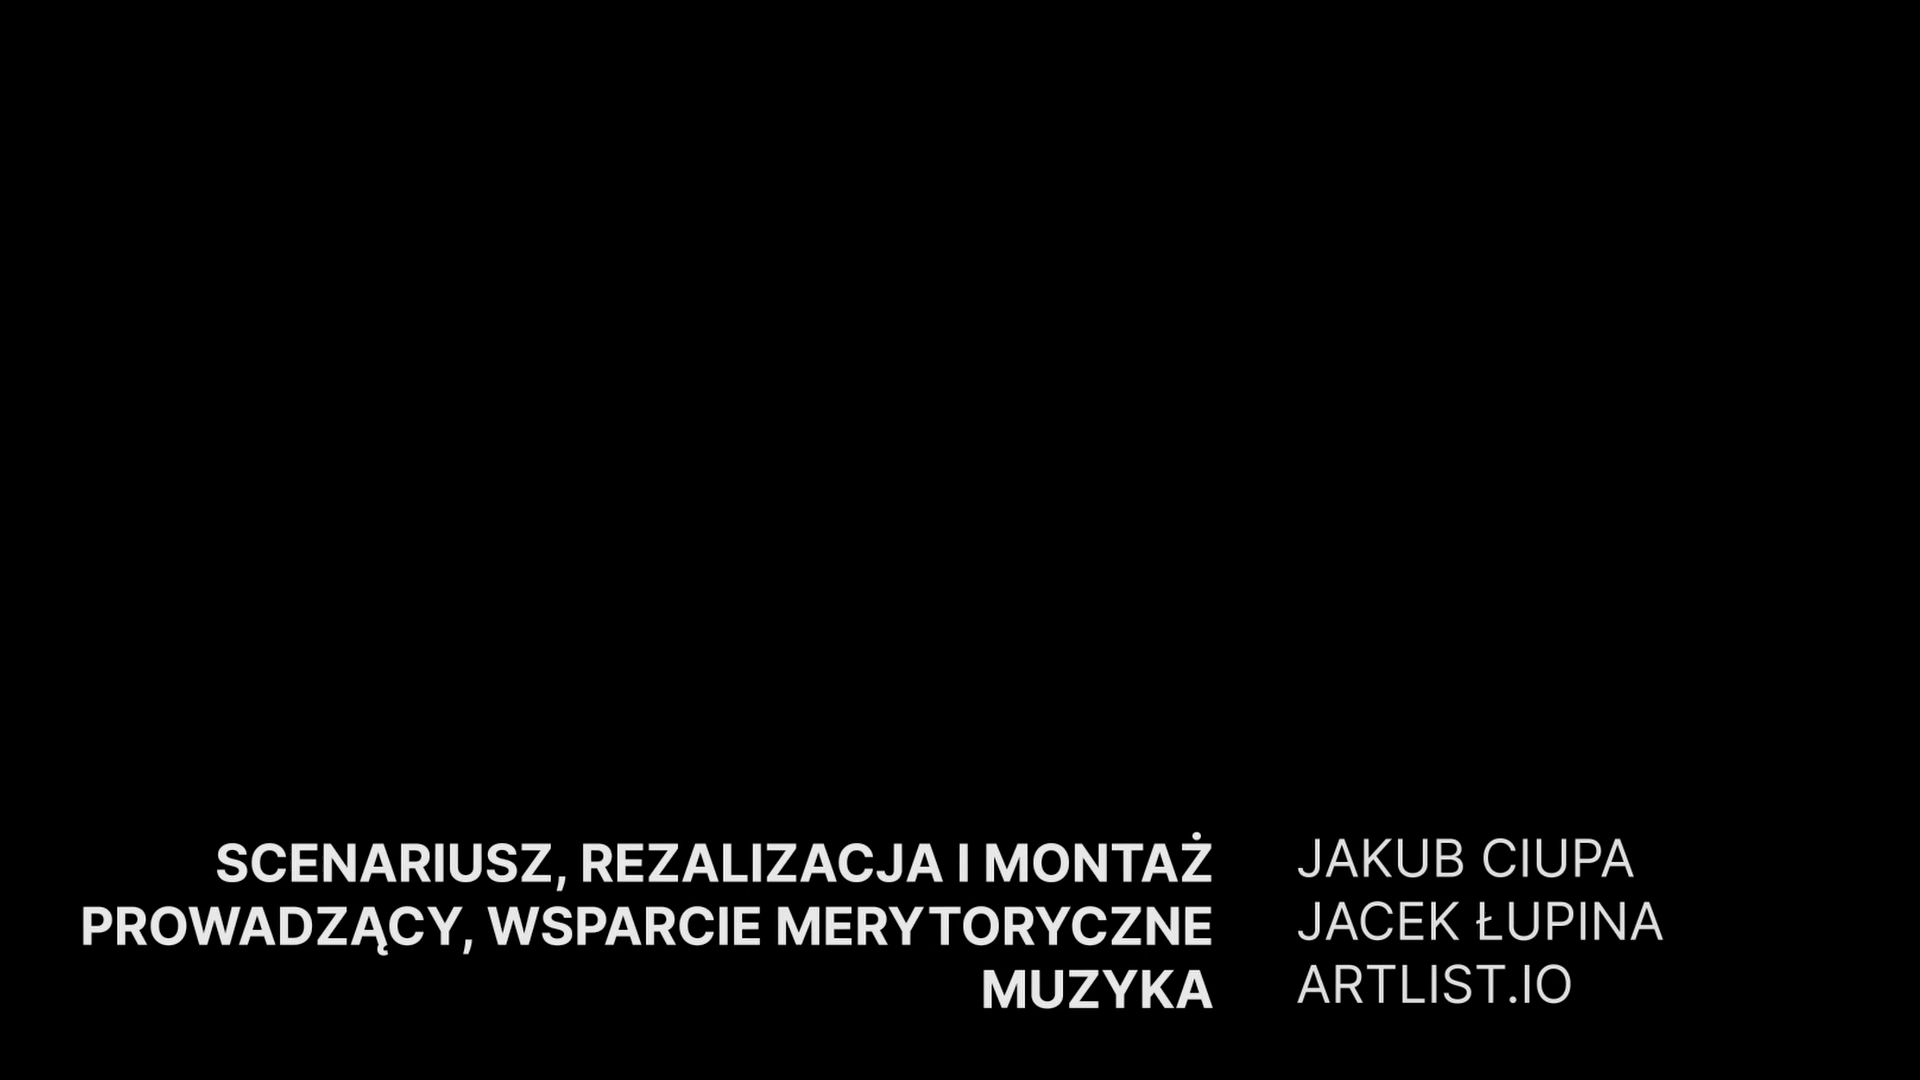 SCENARIUSZ, REZALIZACJA I MONTAŻ JAKUB CIUPA
PROWADZĄCY, WSPARCIE MERYTORYCZNE JACEK ŁUPINA
MUZYKA ARTLIST.IO